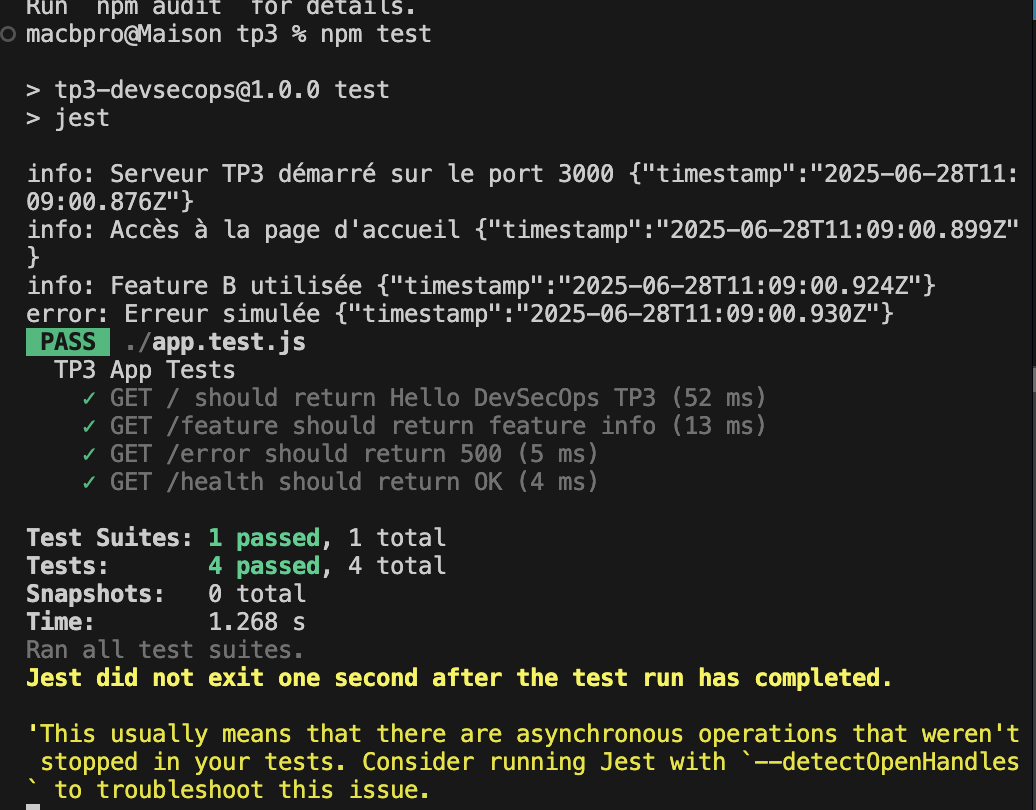 Run `npm audit` for details.
macbpro@Maison tp3 % npm test
> tp3-devsecops@1.0.0 test
> jest
info: Serveur TP3 démarré sur le port 3000 {"timestamp":"2025-06-28T11:
09:00.876Z"}
info: Accès à la page d'accueil {"timestamp":"2025-06-28T11:09:00.899Z"
}
info: Feature B utilisée {"timestamp":"2025-06-28T11:09:00.924Z"}
error: Erreur simulée {"timestamp":"2025-06-28T11:09:00.930Z"}
PASS ./app.test.js
TP3 App Tests
✓ GET / should return Hello DevSecOps TP3 (52 ms)
✓ GET /feature should return feature info (13 ms)
✓ GET /error should return 500 (5 ms)
✓ GET /health should return OK (4 ms)
Test Suites: 1 passed, 1 total
Tests: 4 passed, 4 total
Snapshots: 0 total
Time: 1.268 s
Ran all test suites.
Jest did not exit one second after the test run has completed.
'This usually means that there are asynchronous operations that weren't
stopped in your tests. Consider running Jest with `--detectOpenHandles
` to troubleshoot this issue.